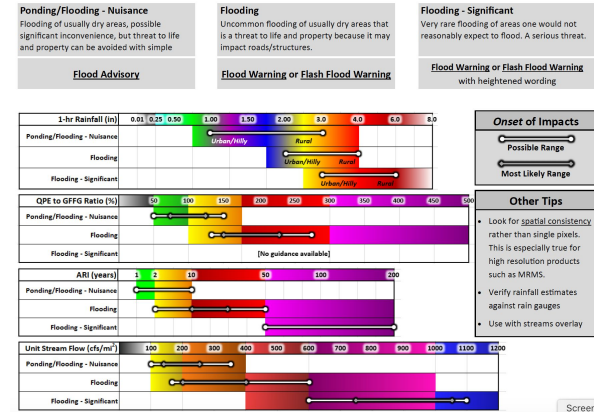 Ponding/Flooding - Nuisance
Flooding of usually dry areas, possible
significant inconvenience, but threat to life
and property can be avoided with simple
Flood Advisory
Flooding
Uncommon flooding of usually dry areas that
is a threat to life and property because it may
impact roads/structures.
Flood Warning or Flash Flood Warning
Flooding - Significant
Very rare flooding of areas one would not
reasonably expect to flood. A serious threat.
Flood Warning or Flash Flood Warning
with heightened wording
1-hr Rainfall (in) 0.01 0.25 0.50 1.00 1.50 2.00 3.0 4.0 6.0 8.0
Ponding/Flooding - Nuisance
Urban/Hilly Rural
Flooding
Urban/Hilly Rural
Flooding - Significant
Urban/Hilly Rural
QPE to GFFG Ratio (%) 50 100 150 200 250 300 350 400 450 500
Ponding/Flooding - Nuisance
Flooding
Flooding - Significant [No guidance available]
ARI (years) 1 2 10 50 100 200
Ponding/Flooding - Nuisance
Flooding
Flooding - Significant
Unit Stream Flow (cfs/mi²) 100 200 300 400 500 600 700 800 900 1000 1100 1200
Ponding/Flooding - Nuisance
Flooding
Flooding - Significant
Onset of Impacts
Possible Range
Most Likely Range
Other Tips
• Look for spatial consistency
rather than single pixels.
This is especially true for
high resolution products
such as MRMS.
• Verify rainfall estimates
against rain gauges
• Use with streams overlay
Screer